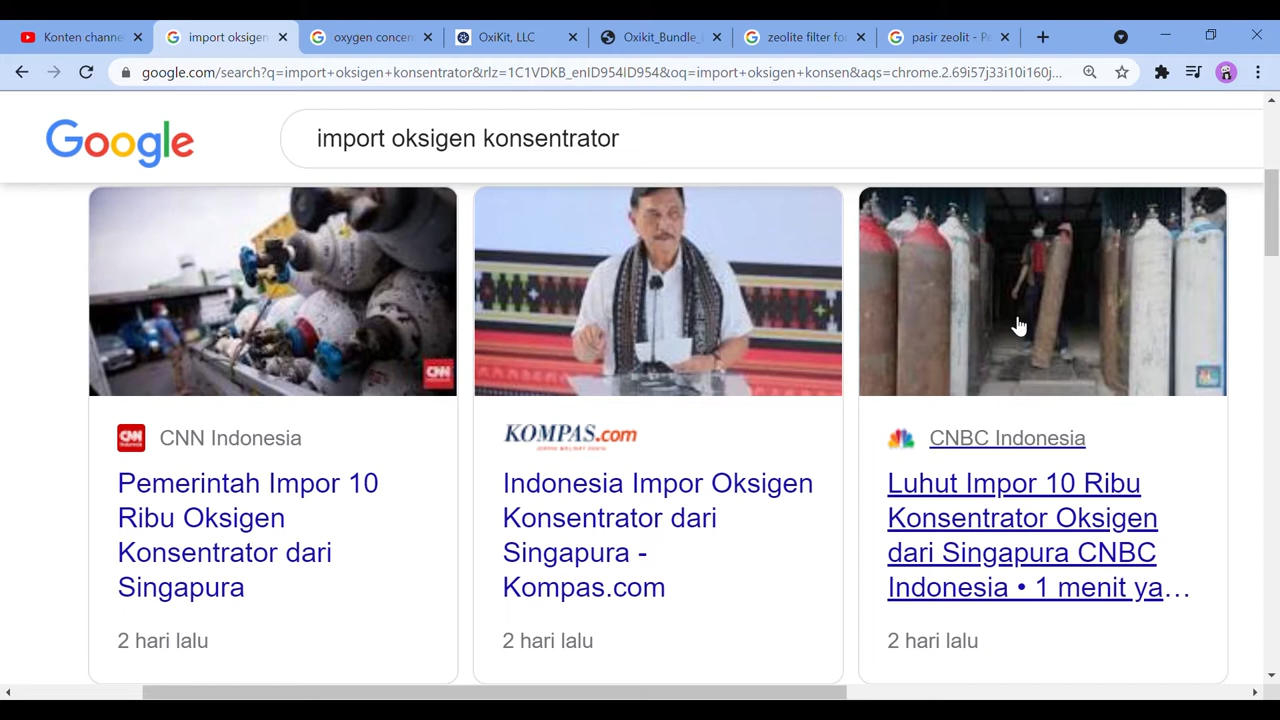 Konten channe
import oksigen
oxygen concen
OxiKit, LLC
Oxikit_Bundle_
zeolite filter fo
pasir zeolit - P
google.com/search?q=import+oksigen+konsentrator&rlz=1C1VDKB_enID954ID954&oq=import+oksigen+konsen&aqs=chrome.2.69i57j33i10i160j...
Google
import oksigen konsentrator
CNN
CNN
CNN Indonesia
Pemerintah Impor 10
Ribu Oksigen
Konsentrator dari
Singapura
2 hari lalu
KOMPAS.com
Indonesia Impor Oksigen
Konsentrator dari
Singapura -
Kompas.com
2 hari lalu
CNBC Indonesia
Luhut Impor 10 Ribu
Konsentrator Oksigen
dari Singapura CNBC
Indonesia • 1 menit ya...
2 hari lalu